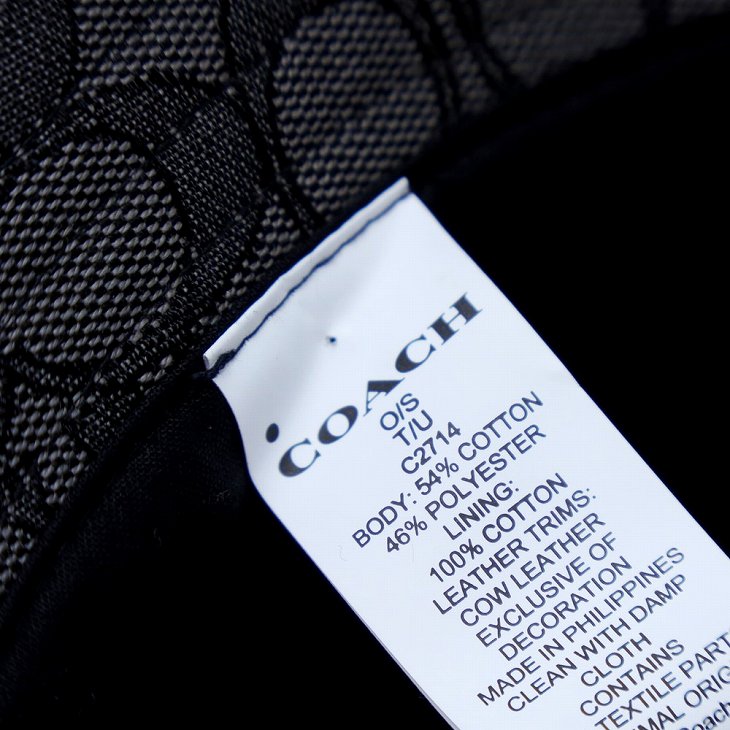 COACH
O/S
T/U
C2714
BODY: 54% COTTON
46% POLYESTER
LINING:
100% COTTON
LEATHER TRIMS:
COW LEATHER
EXCLUSIVE OF
DECORATION
MADE IN PHILIPPINES
CLEAN WITH DAMP
CLOTH
CONTAINS
TEXTILE PART